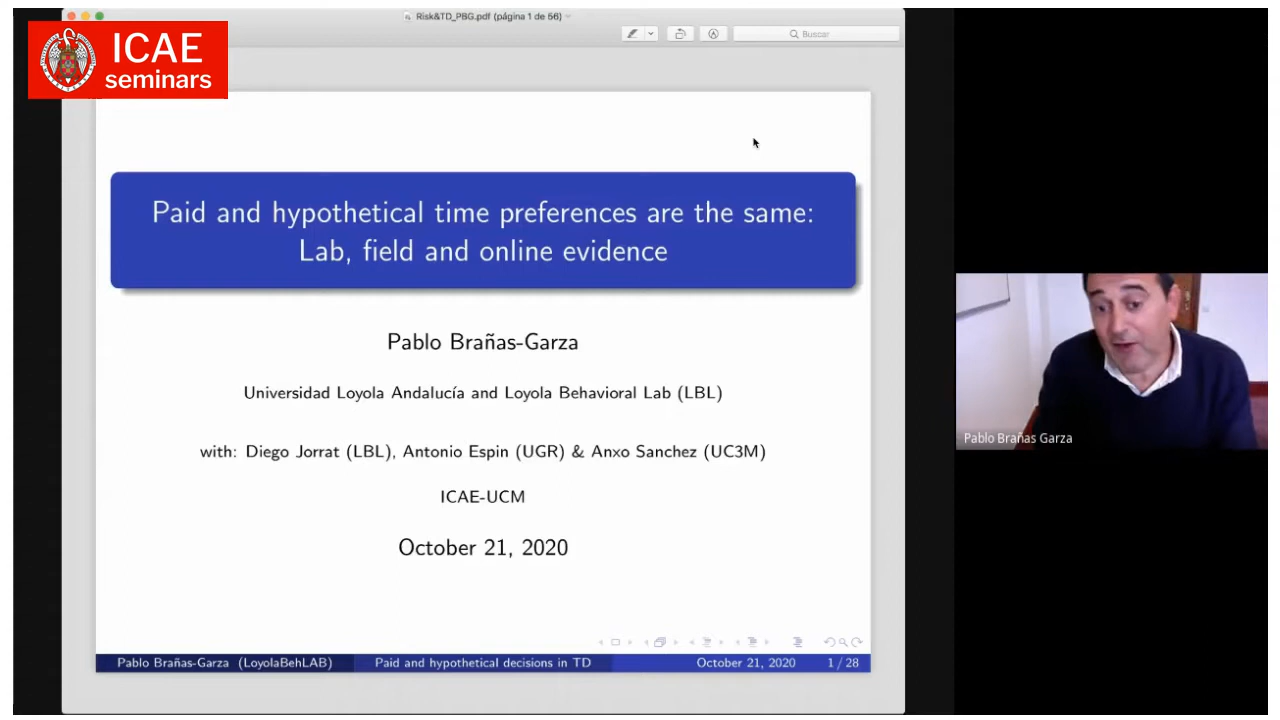 Risk&TD_PBG.pdf (página 1 de 56)
Buscar
ICAE
seminars
Paid and hypothetical time preferences are the same:
Lab, field and online evidence
Pablo Brañas-Garza
Universidad Loyola Andalucía and Loyola Behavioral Lab (LBL)
with: Diego Jorrat (LBL), Antonio Espin (UGR) & Anxo Sanchez (UC3M)
ICAE-UCM
October 21, 2020
Pablo Brañas-Garza (LoyolaBehLAB)
Paid and hypothetical decisions in TD
October 21, 2020
1 / 28
Pablo Brañas Garza